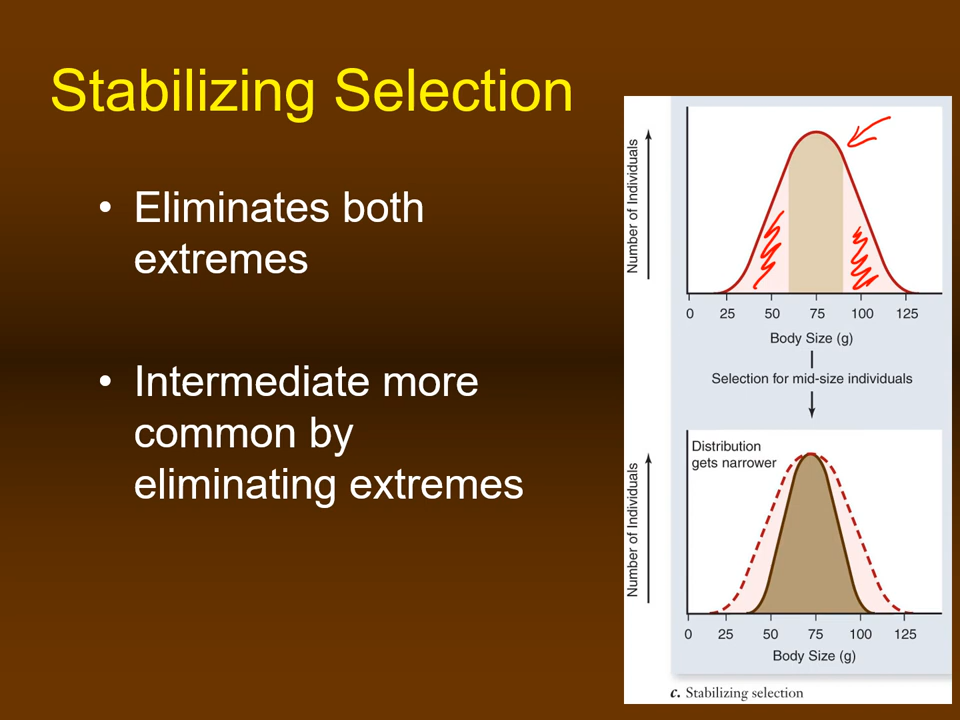 Stabilizing Selection
• Eliminates both
extremes
• Intermediate more
common by
eliminating extremes
Number of Individuals
0 25 50 75 100 125
Body Size (g)
Selection for mid-size individuals
Distribution
gets narrower
Number of Individuals
0 25 50 75 100 125
Body Size (g)
c. Stabilizing selection